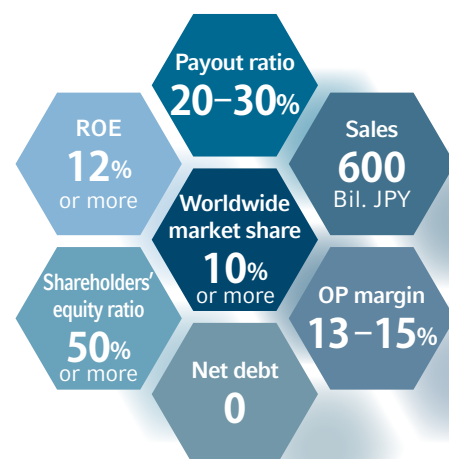 Payout ratio
20–30%
ROE
12%
or more
Sales
600
Bil. JPY
Worldwide
market share
10%
or more
Shareholders’
equity ratio
50%
or more
OP margin
13–15%
Net debt
0